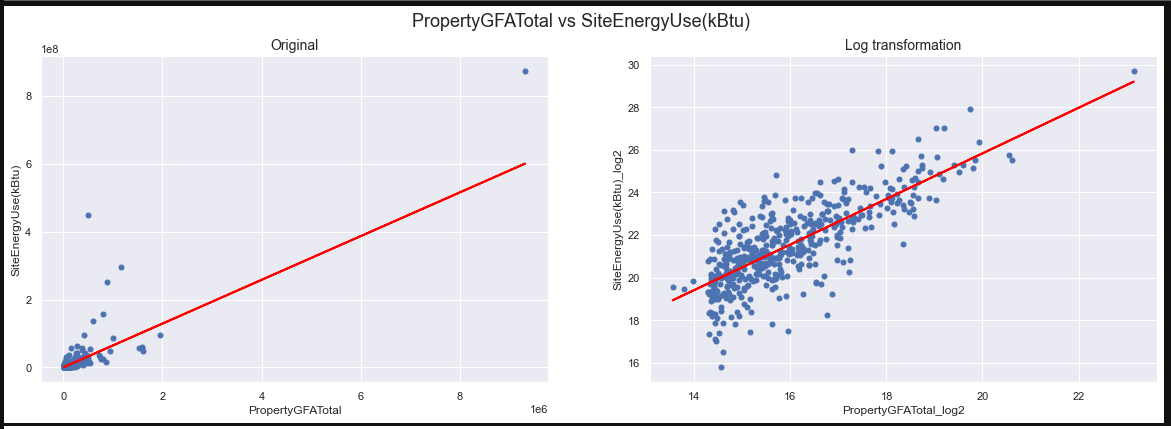 PropertyGFATotal vs SiteEnergyUse(kBtu)
Original
1e8
8
6
4
2
0
SiteEnergyUse(kBtu)
0 2 4 6 8
1e6
PropertyGFATotal
Log transformation
30
28
26
24
22
20
18
16
SiteEnergyUse(kBtu)_log2
14 16 18 20 22
PropertyGFATotal_log2